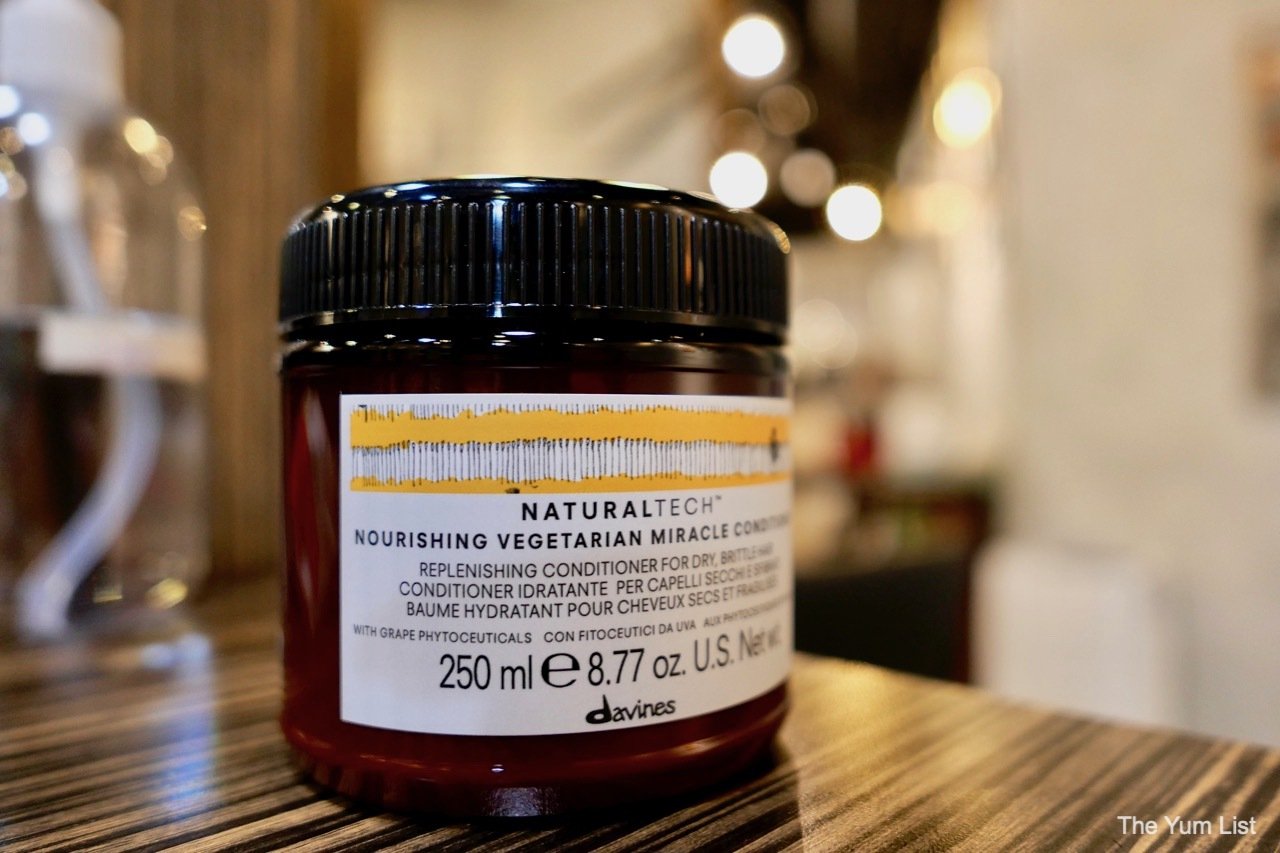 NATURALTECH™
NOURISHING VEGETARIAN MIRACLE
REPLENISHING CONDITIONER FOR DRY, BRITTLE HAIR
CONDITIONER IDRATANTE PER CAPELLI SECCHI E
BAUME HYDRATANT POUR CHEVEUX SECS ET
WITH GRAPE PHYTOCEUTICALS CON FITOCEUTICI DA UVA AUX
250 ml e 8.77 oz. U.S. Net wt.
davines
The Yum List